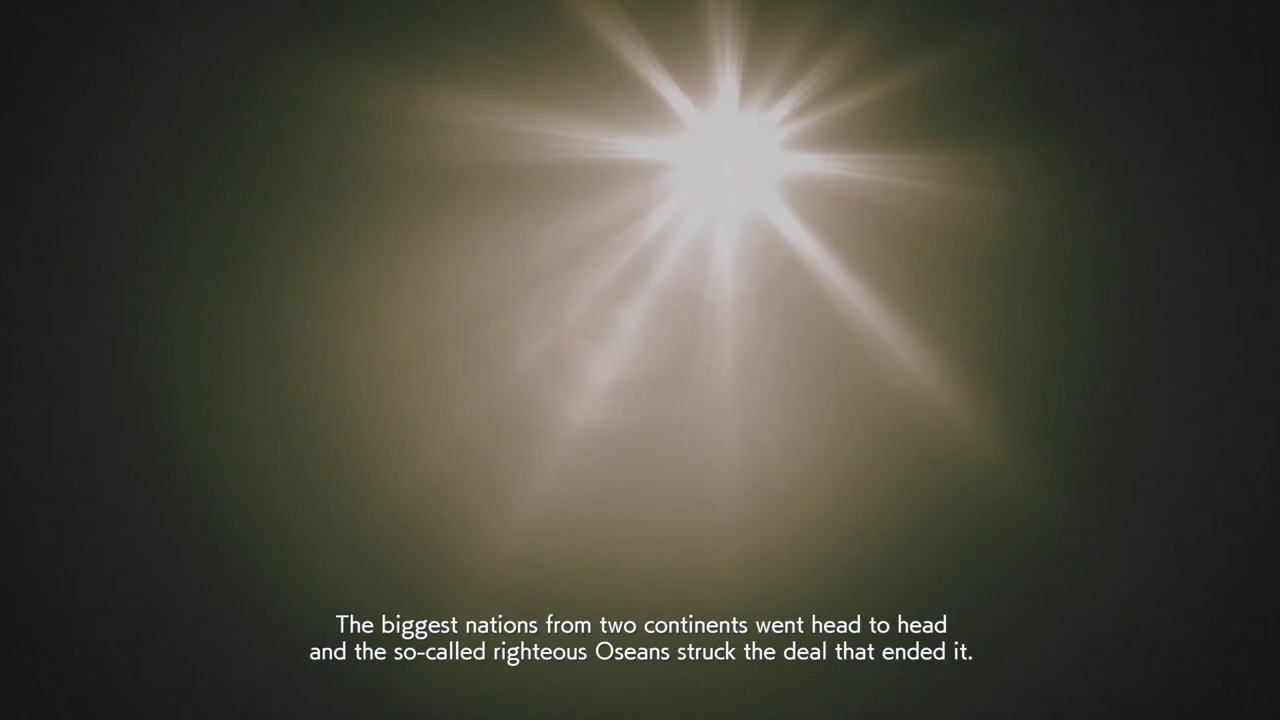 The biggest nations from two continents went head to head
and the so-called righteous Oseans struck the deal that ended it.